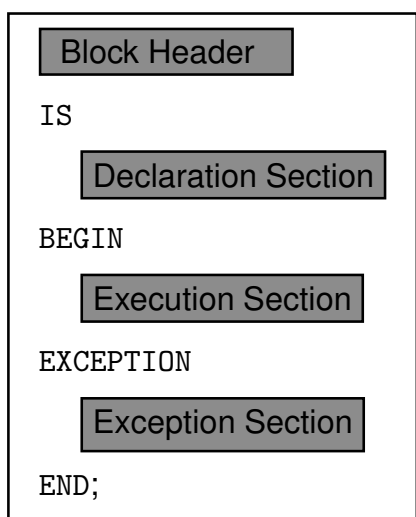 Block Header
IS
Declaration Section
BEGIN
Execution Section
EXCEPTION
Exception Section
END;